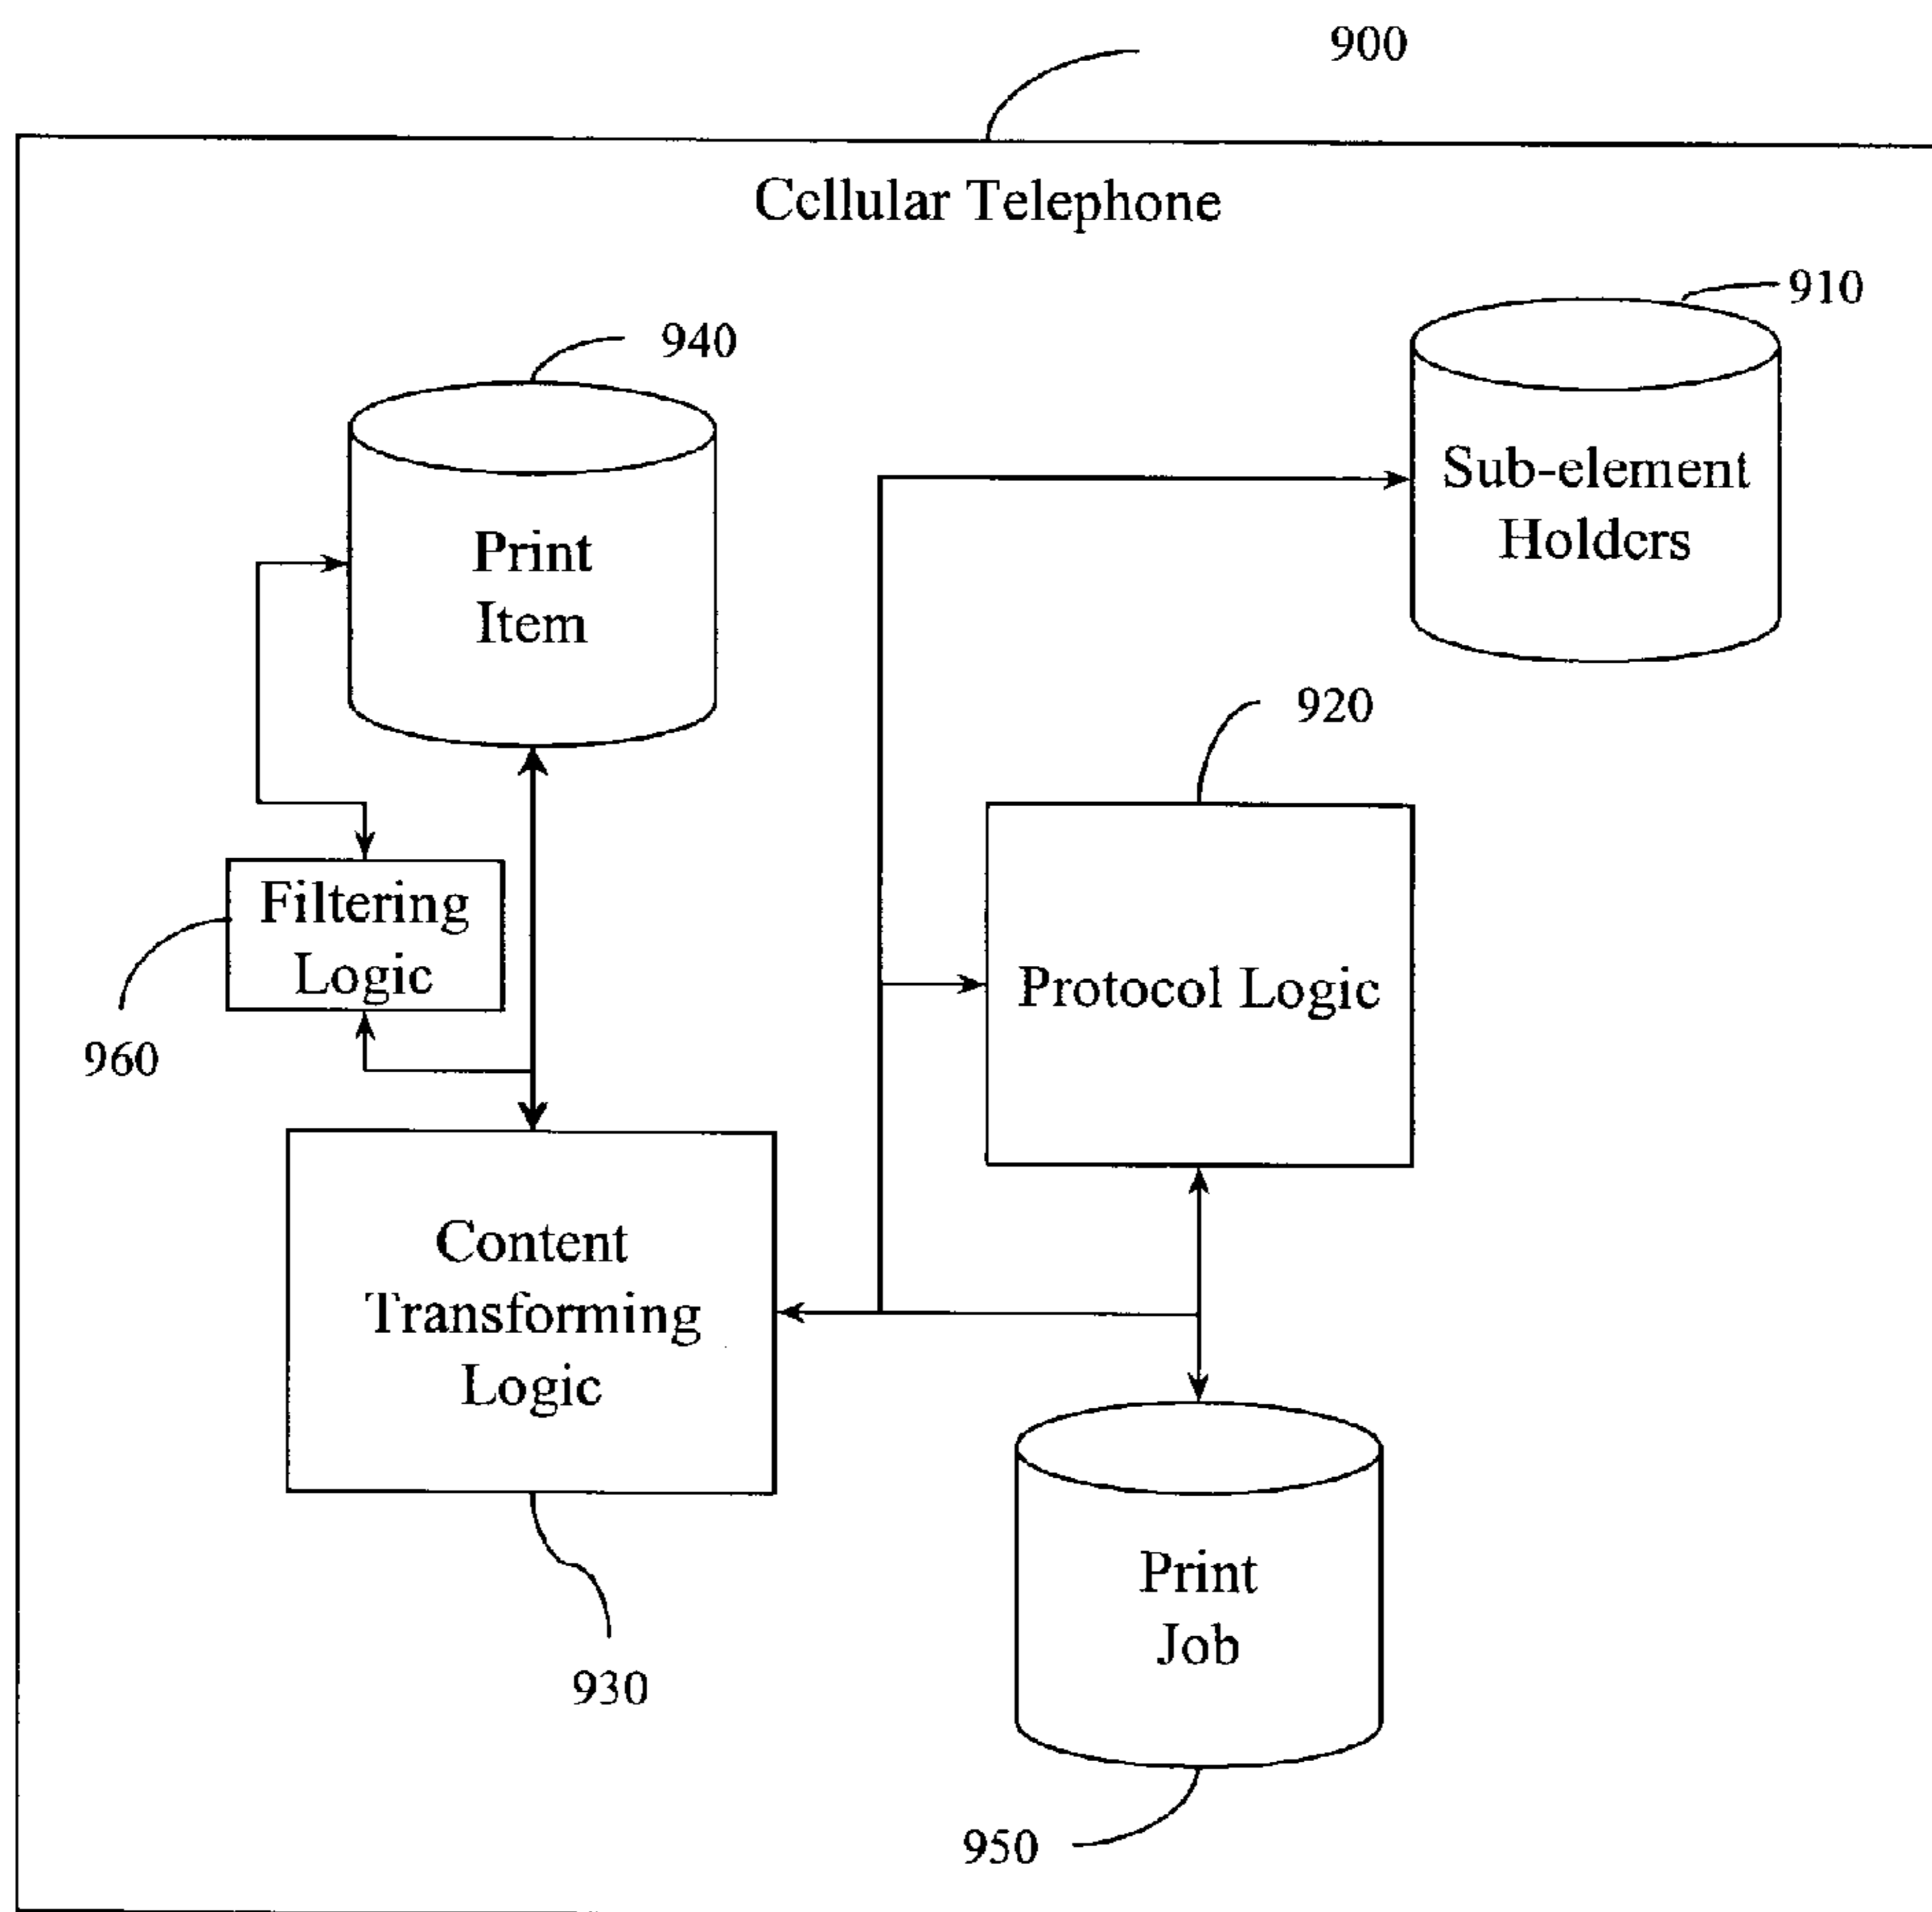 900
Cellular Telephone
910
940
Sub-element
Holders
Print
Item
920
Filtering
Logic
Protocol Logic
960
Content
Transforming
Logic
Print
Job
930
950